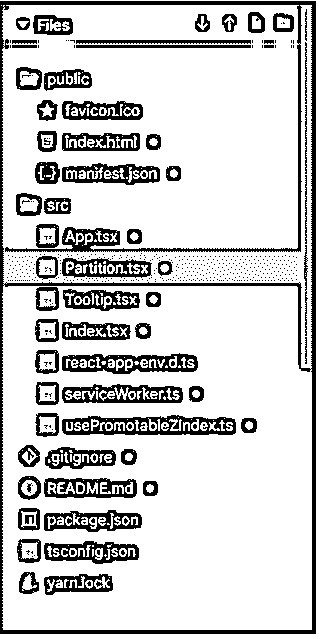 Files
public
favicon.ico
index.html
manifest.json
src
App.tsx
Partition.tsx
Tooltip.tsx
index.tsx
react-app-env.d.ts
serviceWorker.ts
usePromotableZIndex.ts
.gitignore
README.md
package.json
tsconfig.json
yarn.lock